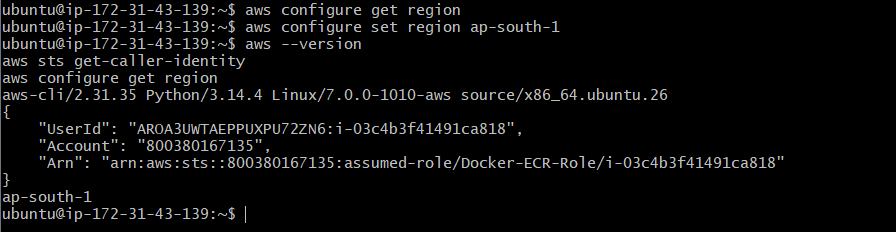 ubuntu@ip-172-31-43-139:~$ aws configure get region
ubuntu@ip-172-31-43-139:~$ aws configure set region ap-south-1
ubuntu@ip-172-31-43-139:~$ aws --version
aws sts get-caller-identity
aws configure get region
aws-cli/2.31.35 Python/3.14.4 Linux/7.0.0-1010-aws source/x86_64.ubuntu.26
{
    "UserId": "AROA3UWTAEPPUXPU72ZN6:i-03c4b3f41491ca818",
    "Account": "800380167135",
    "Arn": "arn:aws:sts::800380167135:assumed-role/Docker-ECR-Role/i-03c4b3f41491ca818"
}
ap-south-1
ubuntu@ip-172-31-43-139:~$